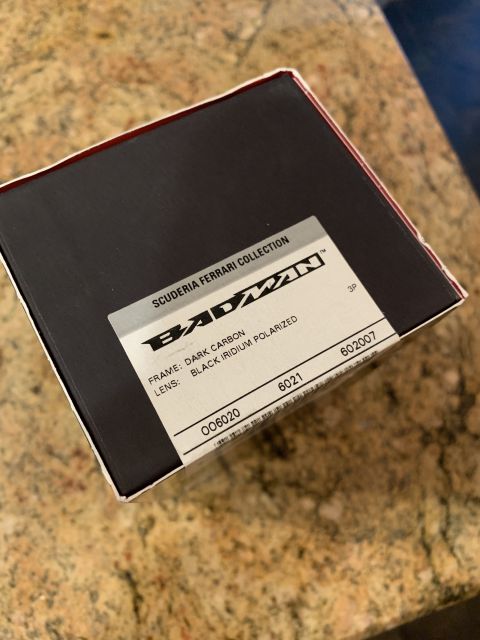 SCUDERIA FERRARI COLLECTION
BADMAN™
FRAME: DARK CARBON 3P
LENS: BLACK IRIDIUM POLARIZED
OO6020 6021 602007